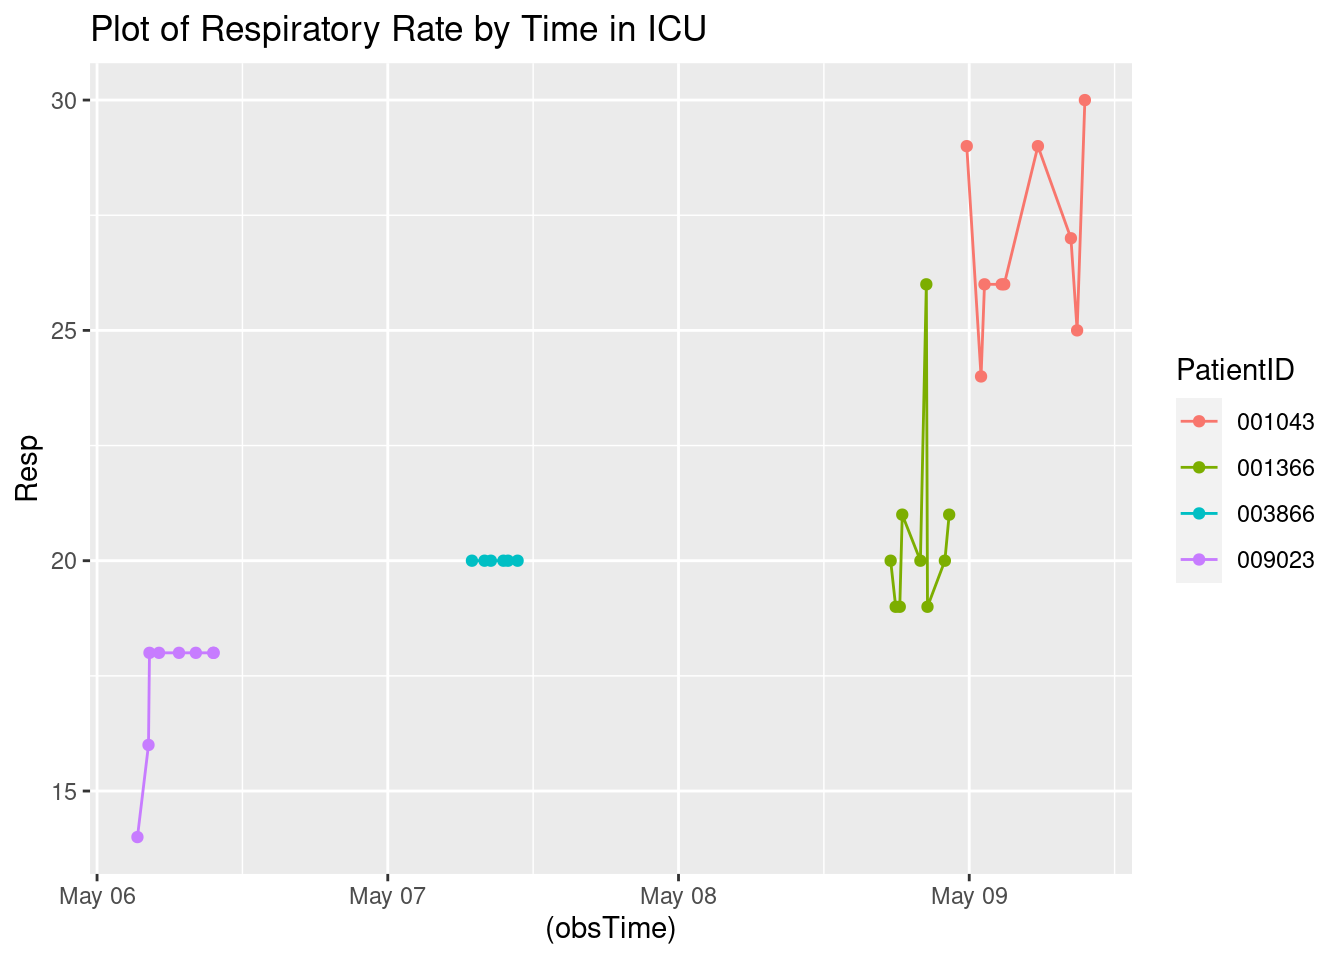 Plot of Respiratory Rate by Time in ICU
30
25
20
15
Resp
May 06
May 07
May 08
May 09
(obsTime)
PatientID
001043
001366
003866
009023